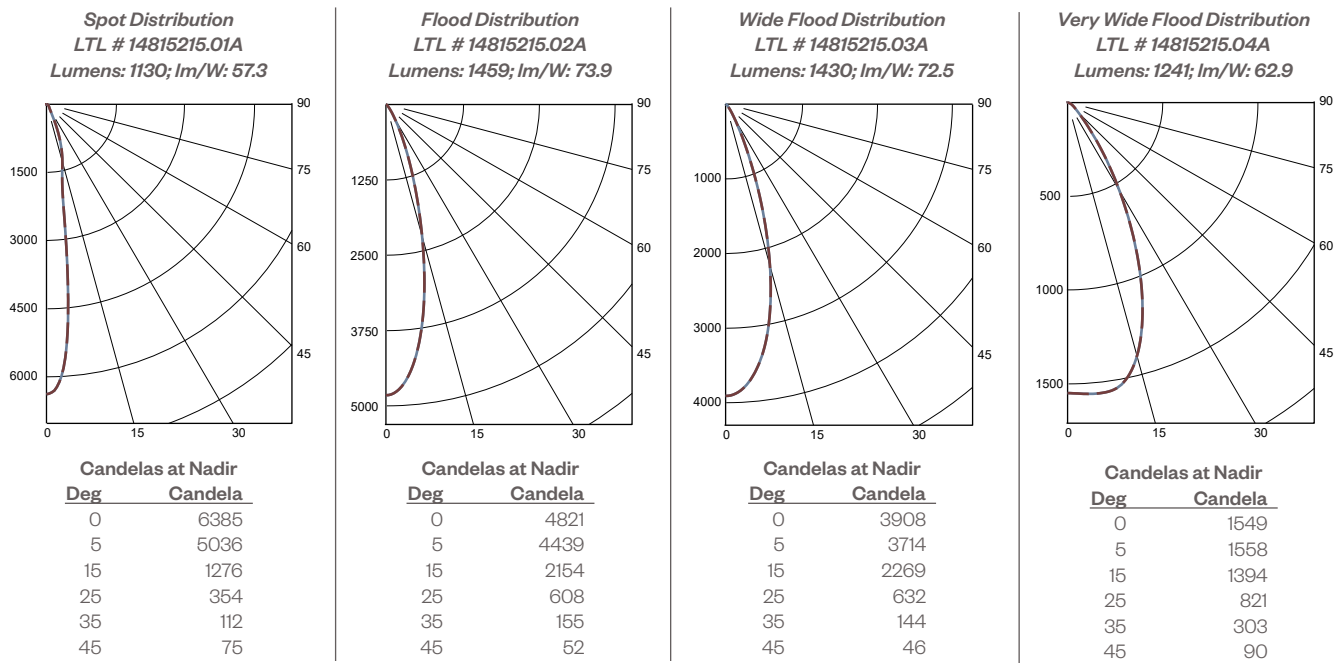 Spot Distribution
LTL # 14815215.01A
Lumens: 1130; lm/W: 57.3
90
75
60
45
1500
3000
4500
6000
0 15 30
Candelas at Nadir
Deg Candela
0 6385
5 5036
15 1276
25 354
35 112
45 75
Flood Distribution
LTL # 14815215.02A
Lumens: 1459; lm/W: 73.9
90
75
60
45
1250
2500
3750
5000
0 15 30
Candelas at Nadir
Deg Candela
0 4821
5 4439
15 2154
25 608
35 155
45 52
Wide Flood Distribution
LTL # 14815215.03A
Lumens: 1430; lm/W: 72.5
90
75
60
45
1000
2000
3000
4000
0 15 30
Candelas at Nadir
Deg Candela
0 3908
5 3714
15 2269
25 632
35 144
45 46
Very Wide Flood Distribution
LTL # 14815215.04A
Lumens: 1241; lm/W: 62.9
90
75
60
45
500
1000
1500
0 15 30
Candelas at Nadir
Deg Candela
0 1549
5 1558
15 1394
25 821
35 303
45 90